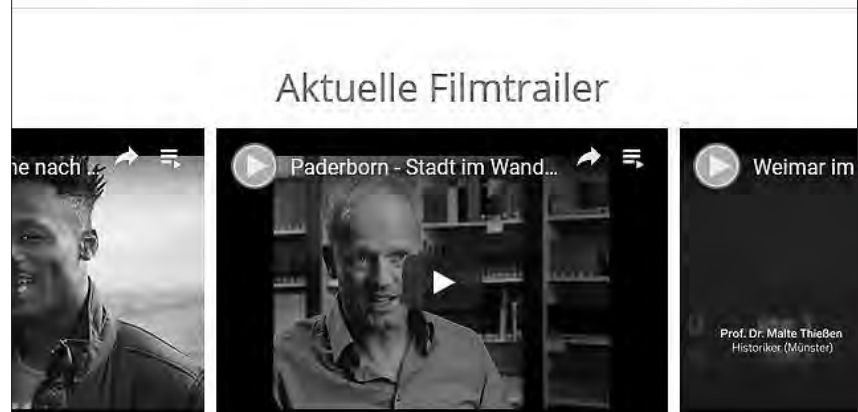 Aktuelle Filmtrailer
ne nach ...
Paderborn - Stadt im Wand...
Weimar im
Prof. Dr. Malte Thießen
Historiker (Münster)